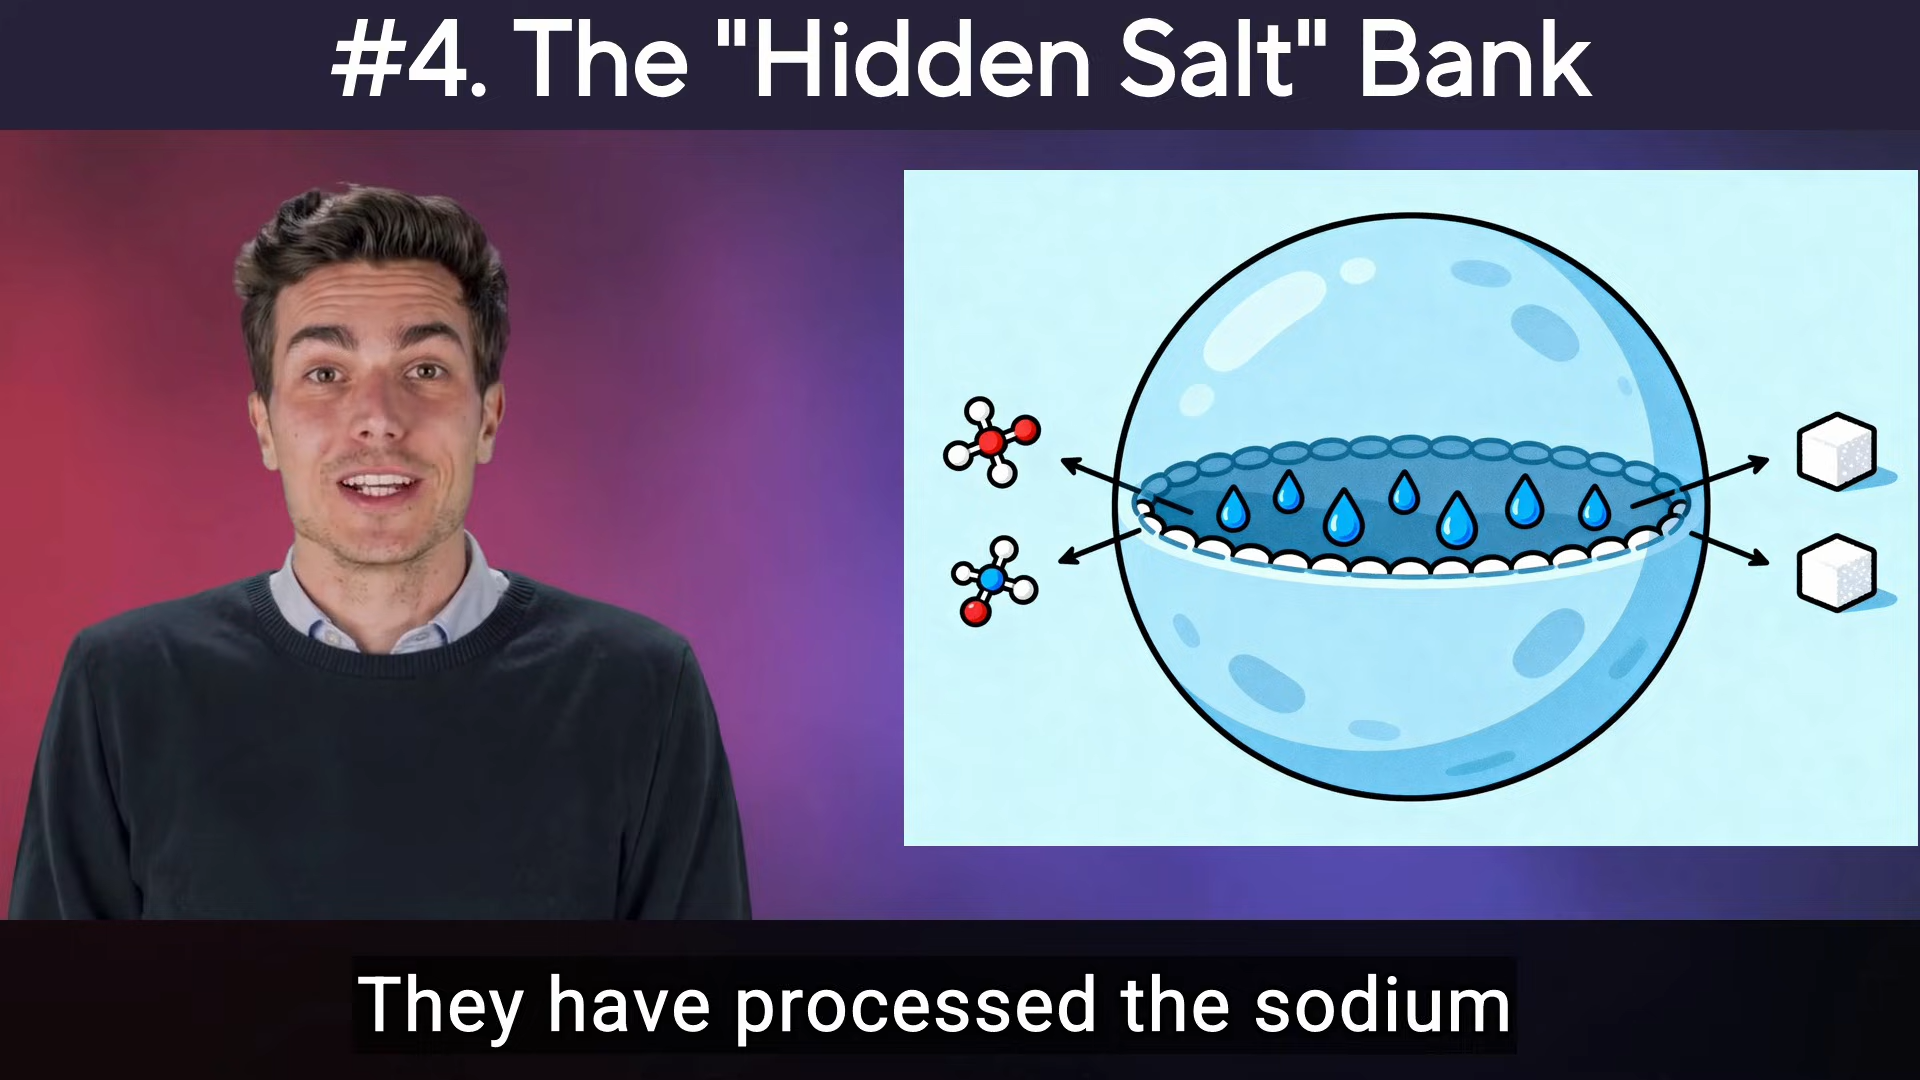 #4. The "Hidden Salt" Bank
They have processed the sodium